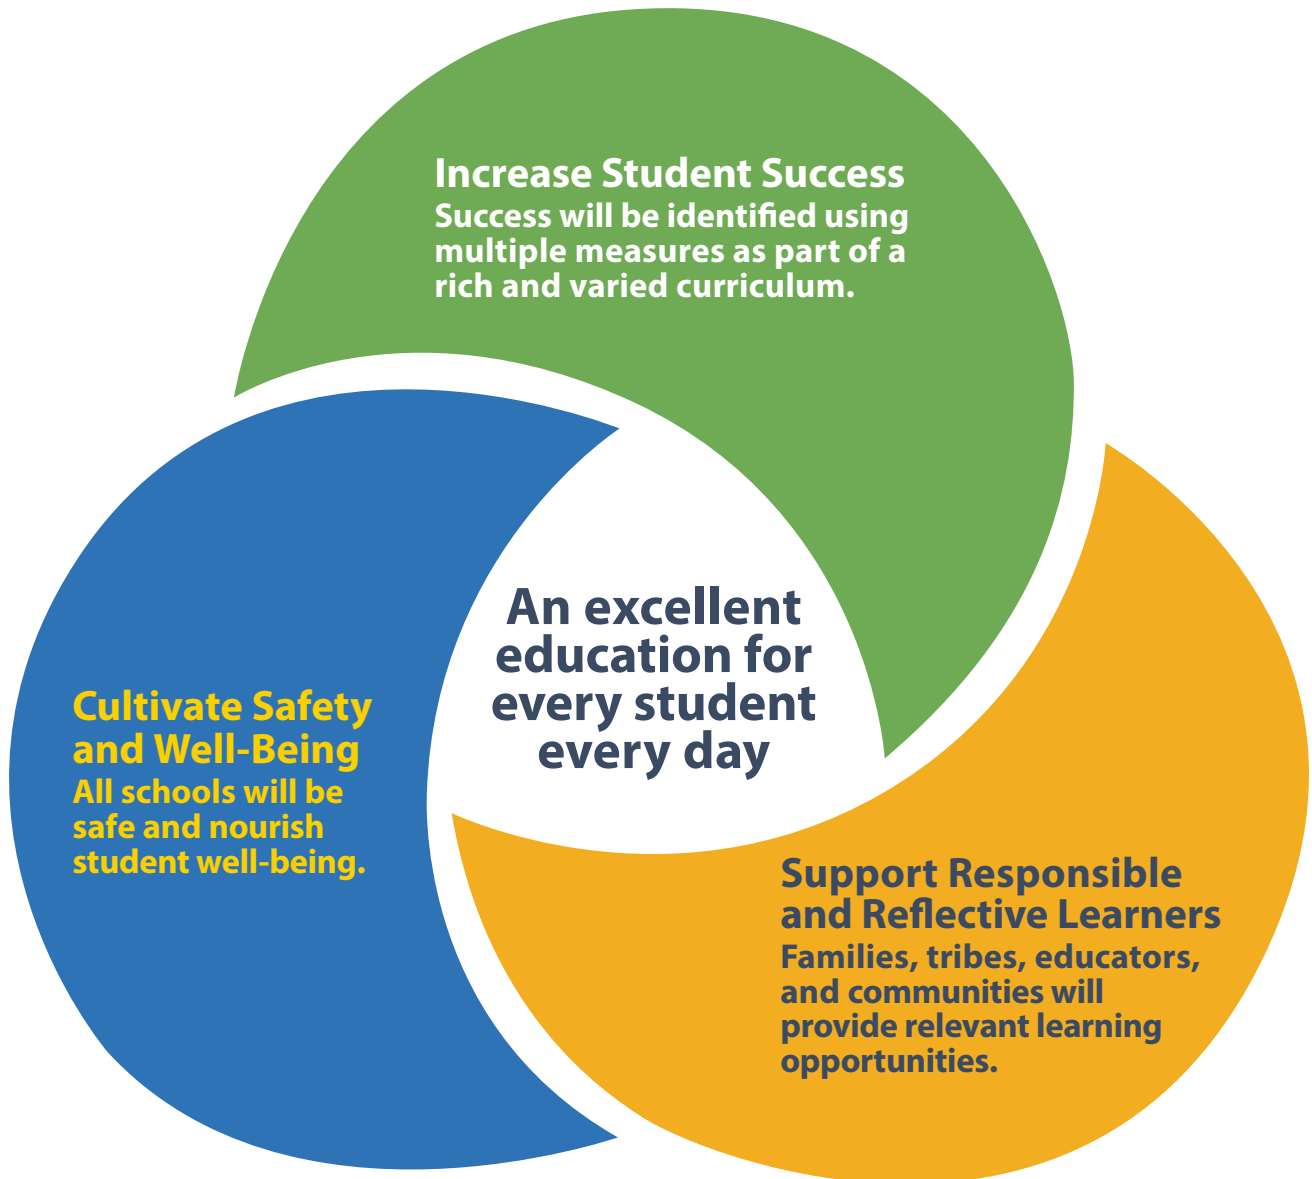 Increase Student Success
Success will be identified using
multiple measures as part of a
rich and varied curriculum.
An excellent
education for
every student
every day
Cultivate Safety
and Well-Being
All schools will be
safe and nourish
student well-being.
Support Responsible
and Reflective Learners
Families, tribes, educators,
and communities will
provide relevant learning
opportunities.